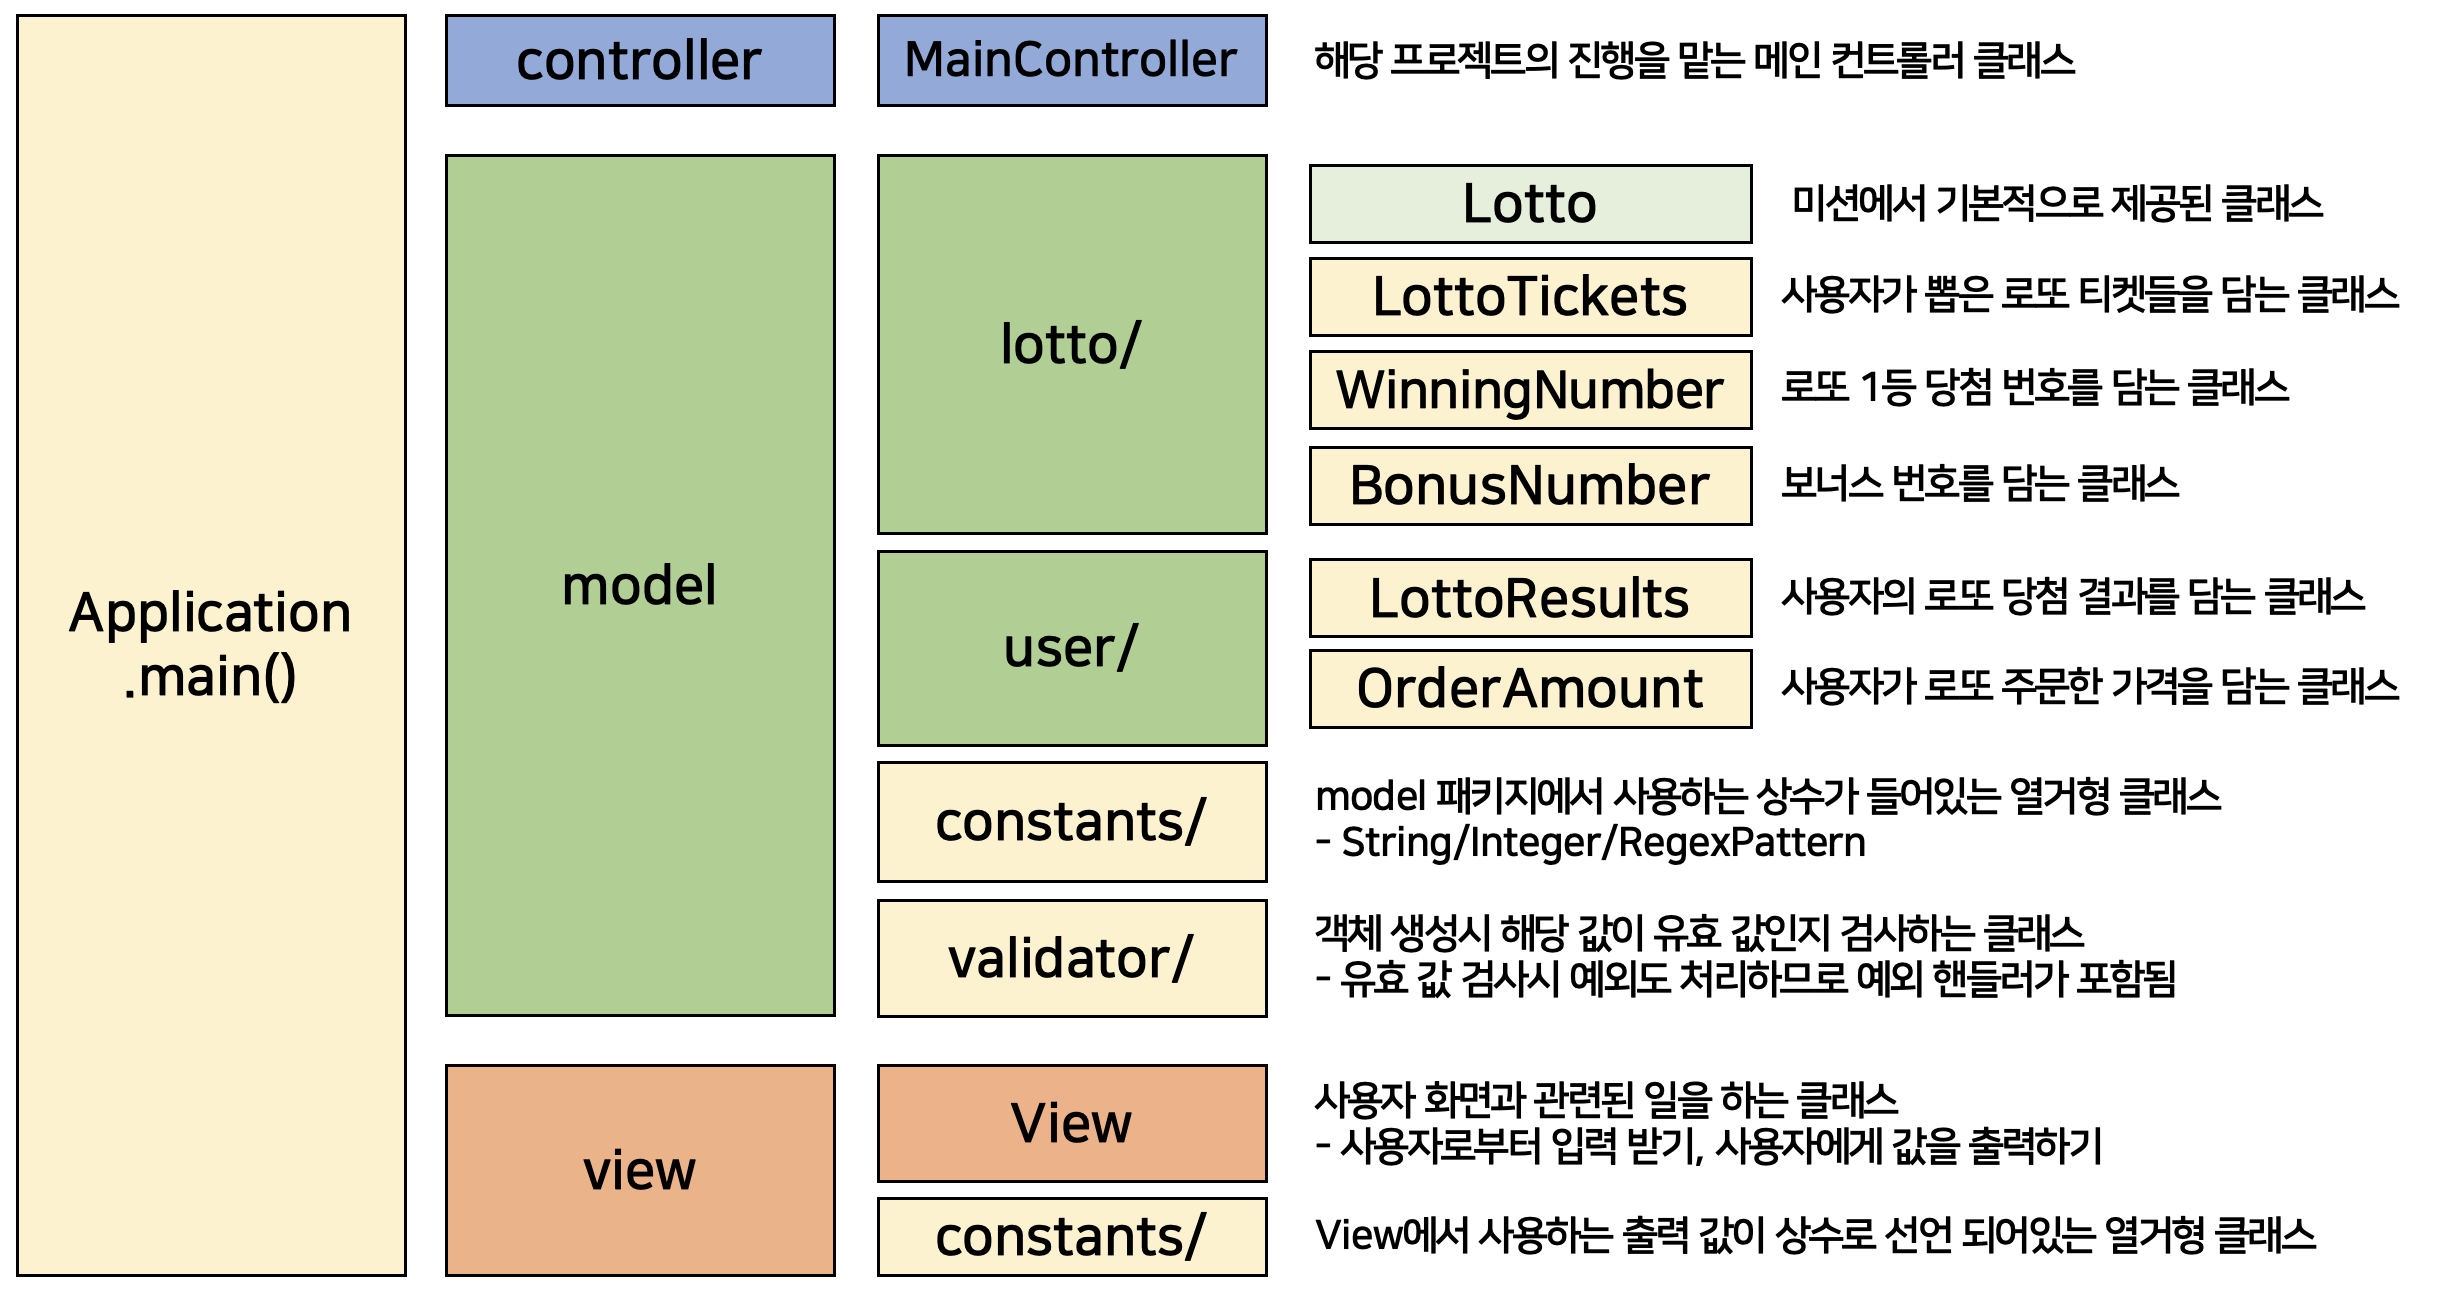 Application
.main()
controller
MainController
해당 프로젝트의 진행을 맡는 메인 컨트롤러 클래스
model
lotto/
Lotto
미션에서 기본적으로 제공된 클래스
LottoTickets
사용자가 뽑은 로또 티켓들을 담는 클래스
WinningNumber
로또 1등 당첨 번호를 담는 클래스
BonusNumber
보너스 번호를 담는 클래스
user/
LottoResults
사용자의 로또 당첨 결과를 담는 클래스
OrderAmount
사용자가 로또 주문한 가격을 담는 클래스
constants/
model 패키지에서 사용하는 상수가 들어있는 열거형 클래스
- String/Integer/RegexPattern
validator/
객체 생성시 해당 값이 유효 값인지 검사하는 클래스
- 유효 값 검사시 예외도 처리하므로 예외 핸들러가 포함됨
view
View
사용자 화면과 관련된 일을 하는 클래스
- 사용자로부터 입력 받기, 사용자에게 값을 출력하기
constants/
View에서 사용하는 출력 값이 상수로 선언 되어있는 열거형 클래스